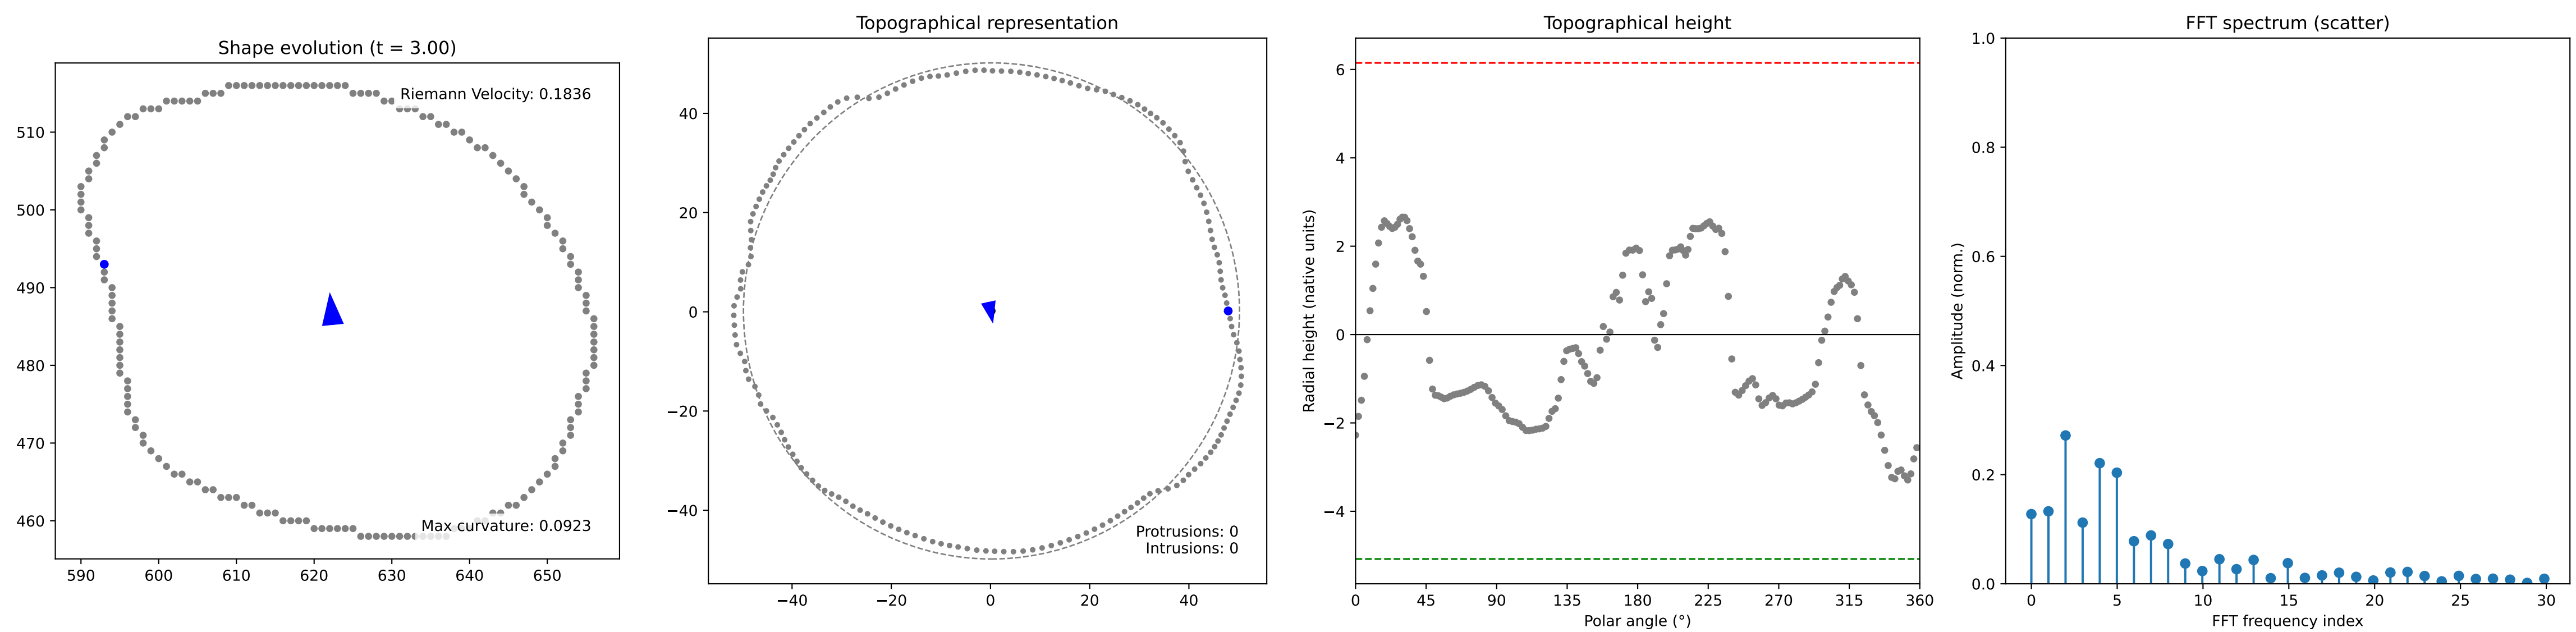 Shape evolution (t = 3.00)
Riemann Velocity: 0.1836
510
500
490
480
470
460
Max curvature: 0.0923
590 600 610 620 630 640 650
Topographical representation
40
20
0
−20
−40
Protrusions: 0
Intrusions: 0
−40 −20 0 20 40
Topographical height
Radial height (native units)
6
4
2
0
−2
−4
0 45 90 135 180 225 270 315 360
Polar angle (°)
FFT spectrum (scatter)
Amplitude (norm.)
1.0
0.8
0.6
0.4
0.2
0.0
0 5 10 15 20 25 30
FFT frequency index